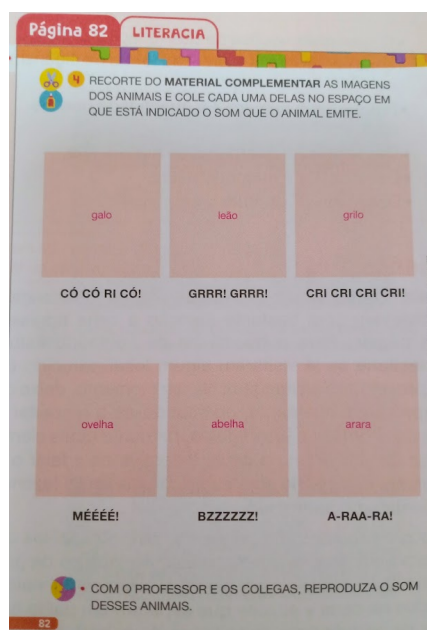 Página 82
LITERACIA
4 RECORTE DO MATERIAL COMPLEMENTAR AS IMAGENS
DOS ANIMAIS E COLE CADA UMA DELAS NO ESPAÇO EM
QUE ESTÁ INDICADO O SOM QUE O ANIMAL EMITE.
galo leão grilo
CÓ CÓ RI CÓ! GRRR! GRRR! CRI CRI CRI CRI!
ovelha abelha arara
MÉÉÉÉ! BZZZZZZ! A-RAA-RA!
• COM O PROFESSOR E OS COLEGAS, REPRODUZA O SOM
DESSES ANIMAIS.
82